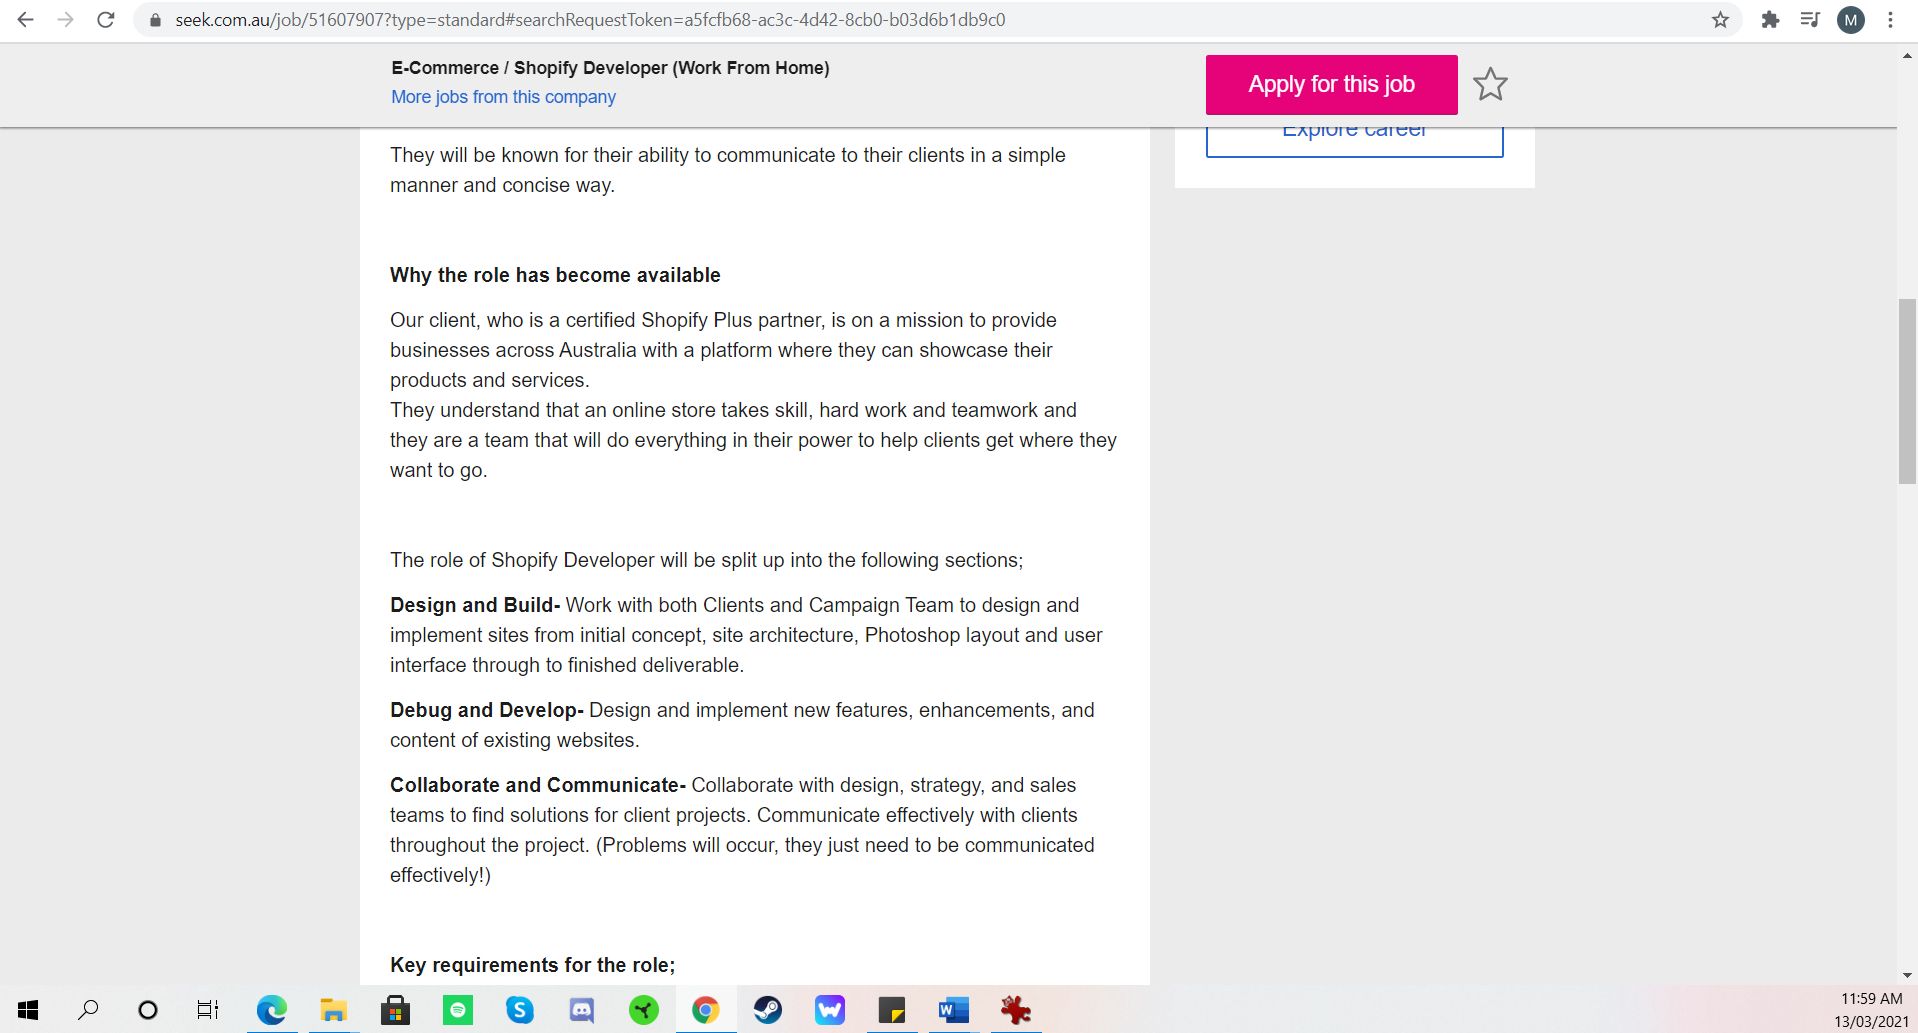 seek.com.au/job/51607907?type=standard#searchRequestToken=a5fcfb68-ac3c-4d42-8cb0-b03d6b1db9c0
M
E-Commerce / Shopify Developer (Work From Home)
More jobs from this company
Apply for this job
Explore career
They will be known for their ability to communicate to their clients in a simple
manner and concise way.
Why the role has become available
Our client, who is a certified Shopify Plus partner, is on a mission to provide
businesses across Australia with a platform where they can showcase their
products and services.
They understand that an online store takes skill, hard work and teamwork and
they are a team that will do everything in their power to help clients get where they
want to go.
The role of Shopify Developer will be split up into the following sections;
Design and Build- Work with both Clients and Campaign Team to design and
implement sites from initial concept, site architecture, Photoshop layout and user
interface through to finished deliverable.
Debug and Develop- Design and implement new features, enhancements, and
content of existing websites.
Collaborate and Communicate- Collaborate with design, strategy, and sales
teams to find solutions for client projects. Communicate effectively with clients
throughout the project. (Problems will occur, they just need to be communicated
effectively!)
Key requirements for the role;
11:59 AM
13/03/2021